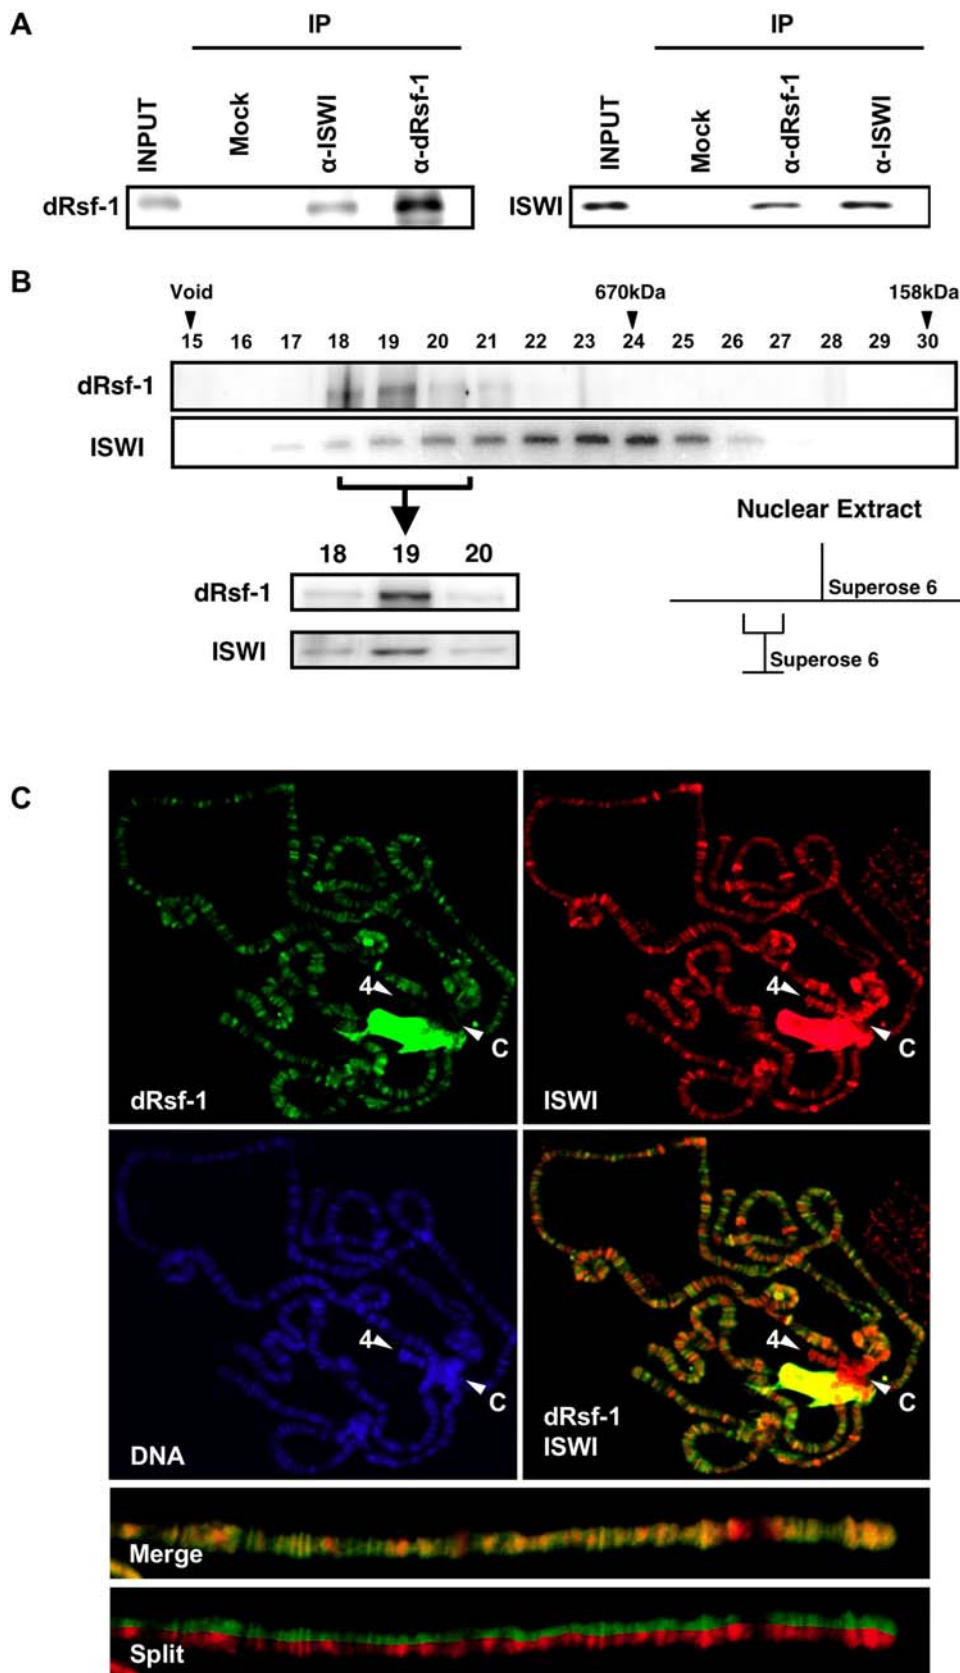 A
IP
INPUT
Mock
α-ISWI
α-dRsf-1
dRsf-1
IP
INPUT
Mock
α-dRsf-1
α-ISWI
ISWI
B
Void
670kDa
158kDa
15 16 17 18 19 20 21 22 23 24 25 26 27 28 29 30
dRsf-1
ISWI
18 19 20
dRsf-1
ISWI
Nuclear Extract
Superose 6
Superose 6
C
4
C
dRsf-1
4
C
ISWI
4
C
DNA
4
C
dRsf-1
ISWI
Merge
Split